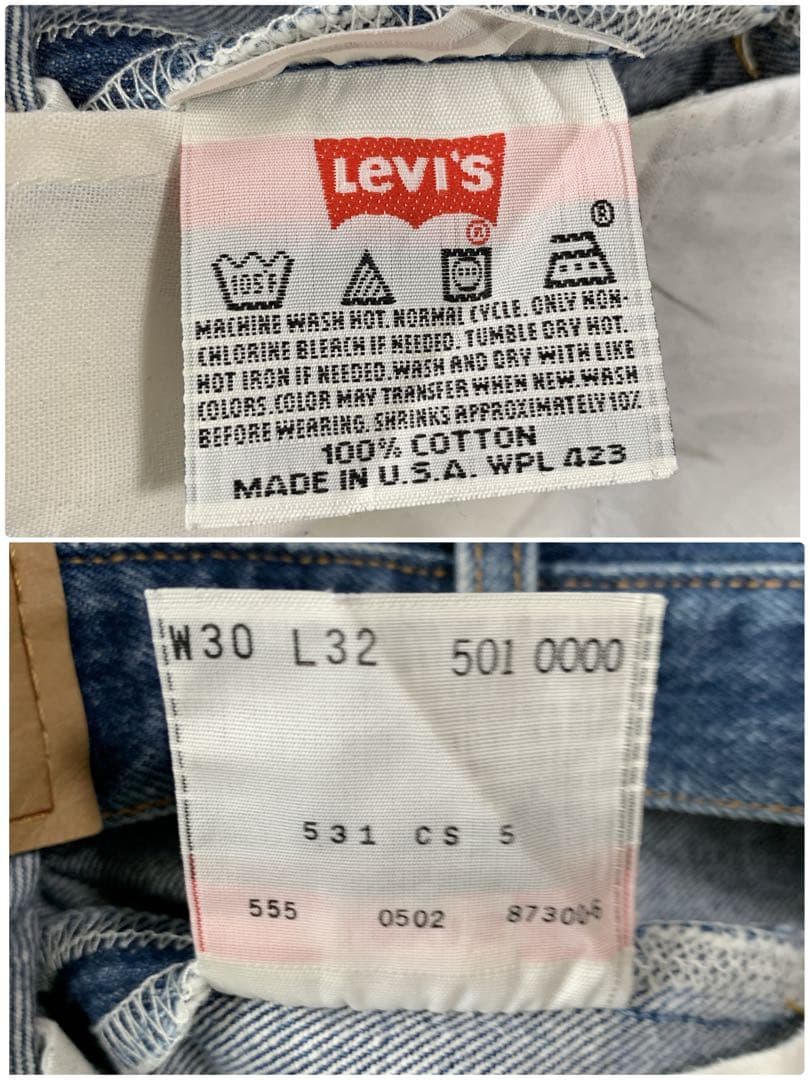 LEVI'S
®
®
105F
MACHINE WASH HOT. NORMAL CYCLE. ONLY NON-
CHLORINE BLEACH IF NEEDED. TUMBLE DRY HOT.
HOT IRON IF NEEDED. WASH AND DRY WITH LIKE
COLORS. COLOR MAY TRANSFER WHEN NEW. WASH
BEFORE WEARING. SHRINKS APPROXIMATELY 10%
100% COTTON
MADE IN U.S.A. WPL 423
W30 L32 501 0000
531 CS 5
555 0502 873006